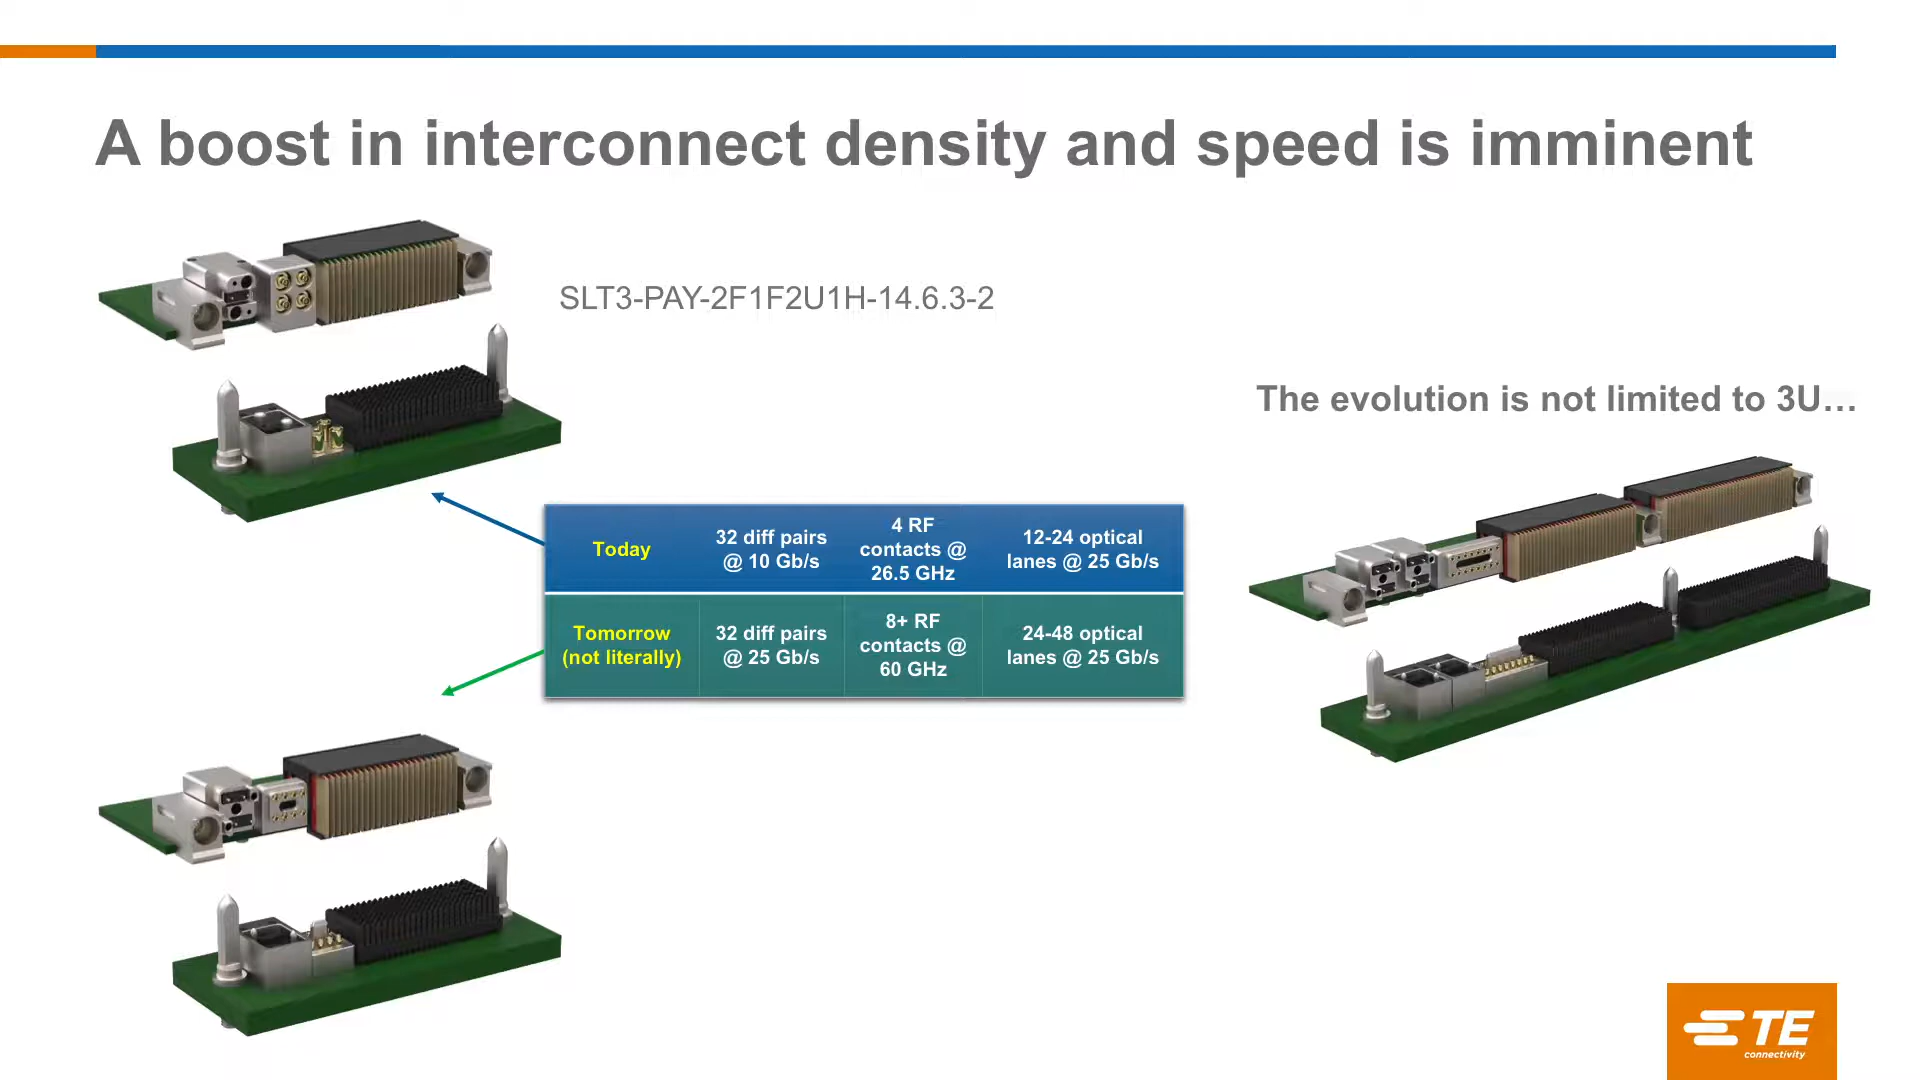 A boost in interconnect density and speed is imminent
SLT3-PAY-2F1F2U1H-14.6.3-2
The evolution is not limited to 3U…
Today
32 diff pairs
@ 10 Gb/s
4 RF
contacts @
26.5 GHz
12-24 optical
lanes @ 25 Gb/s
Tomorrow
(not literally)
32 diff pairs
@ 25 Gb/s
8+ RF
contacts @
60 GHz
24-48 optical
lanes @ 25 Gb/s
TE
connectivity